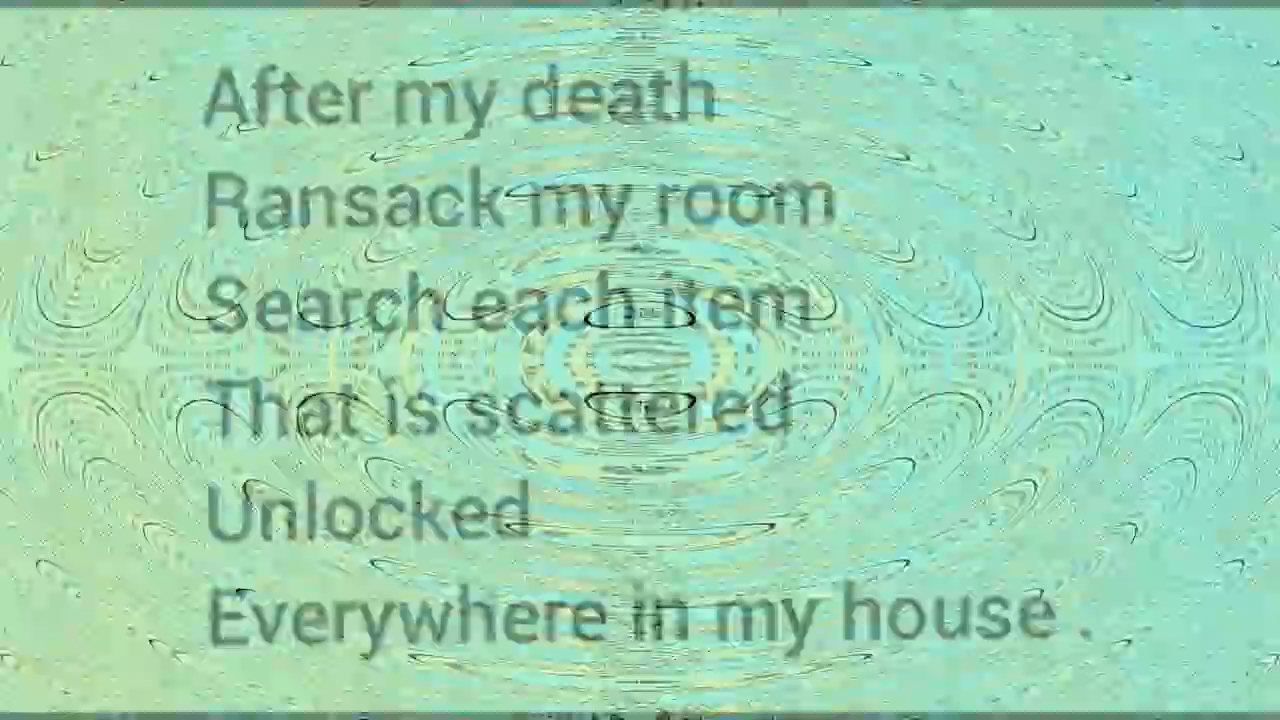 After my death
Ransack my room
Search each item
That is scattered
Unlocked
Everywhere in my house .